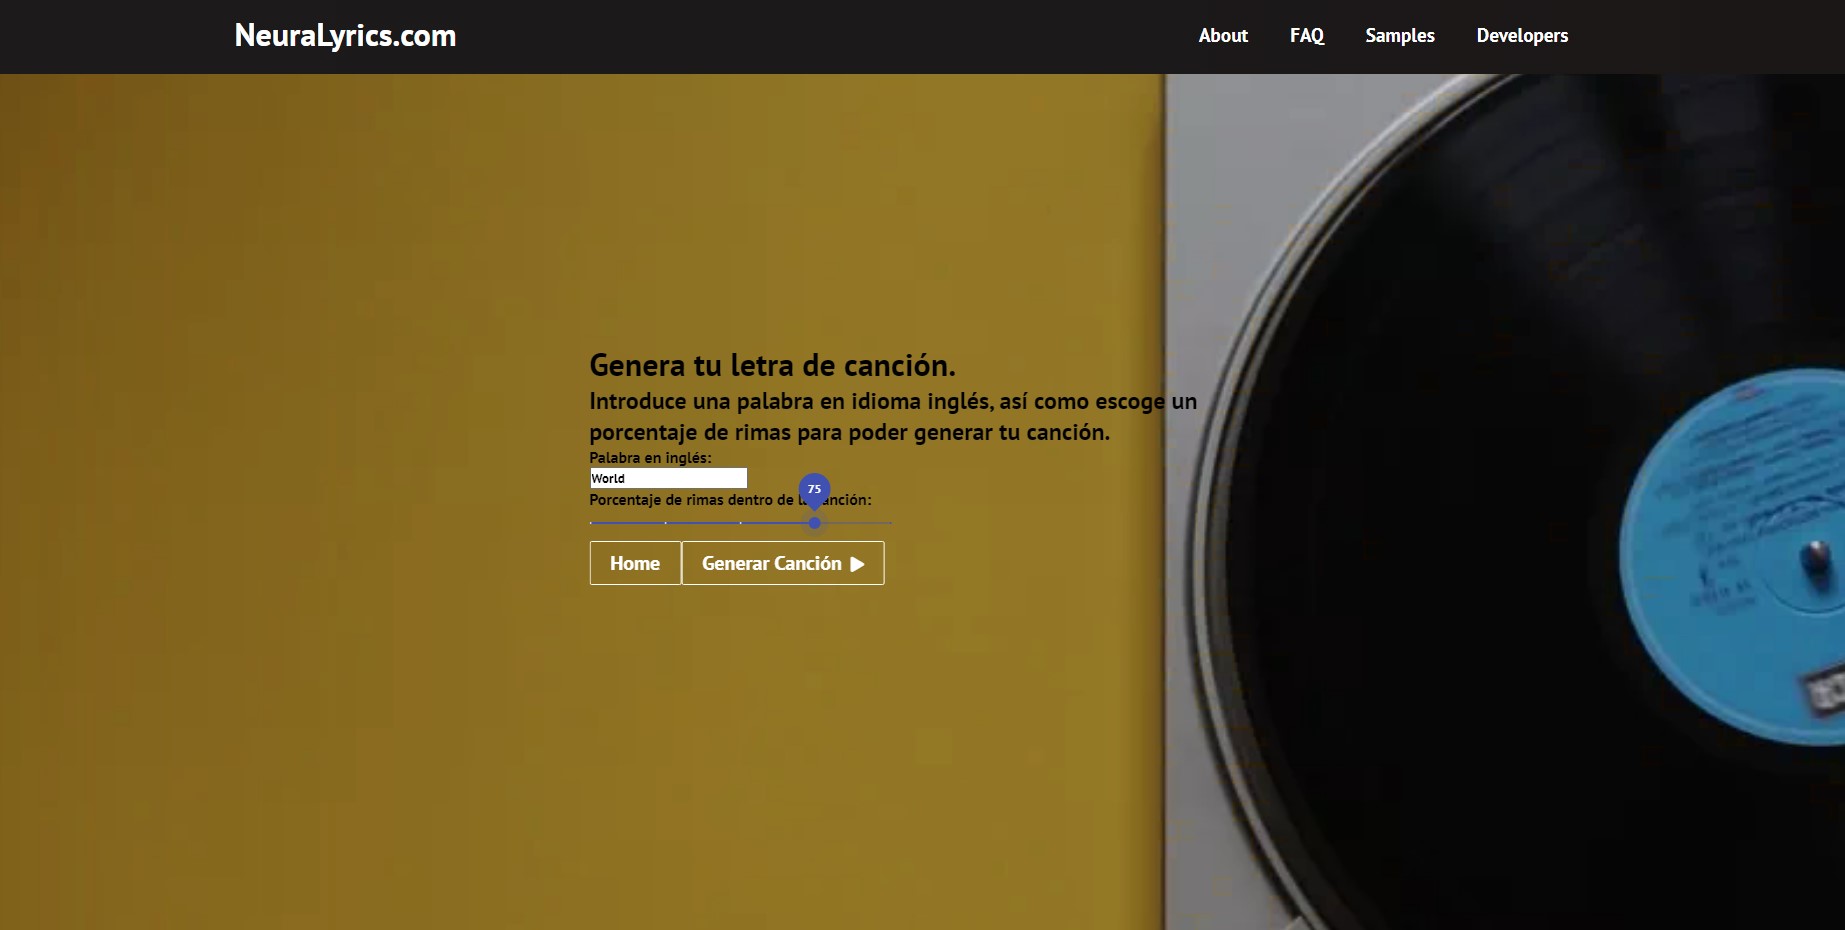 NeuraLyrics.com
About FAQ Samples Developers
Genera tu letra de canción.
Introduce una palabra en idioma inglés, así como escoge un
porcentaje de rimas para poder generar tu canción.
Palabra en inglés:
World
75
Porcentaje de rimas dentro de
Home Generar Canción